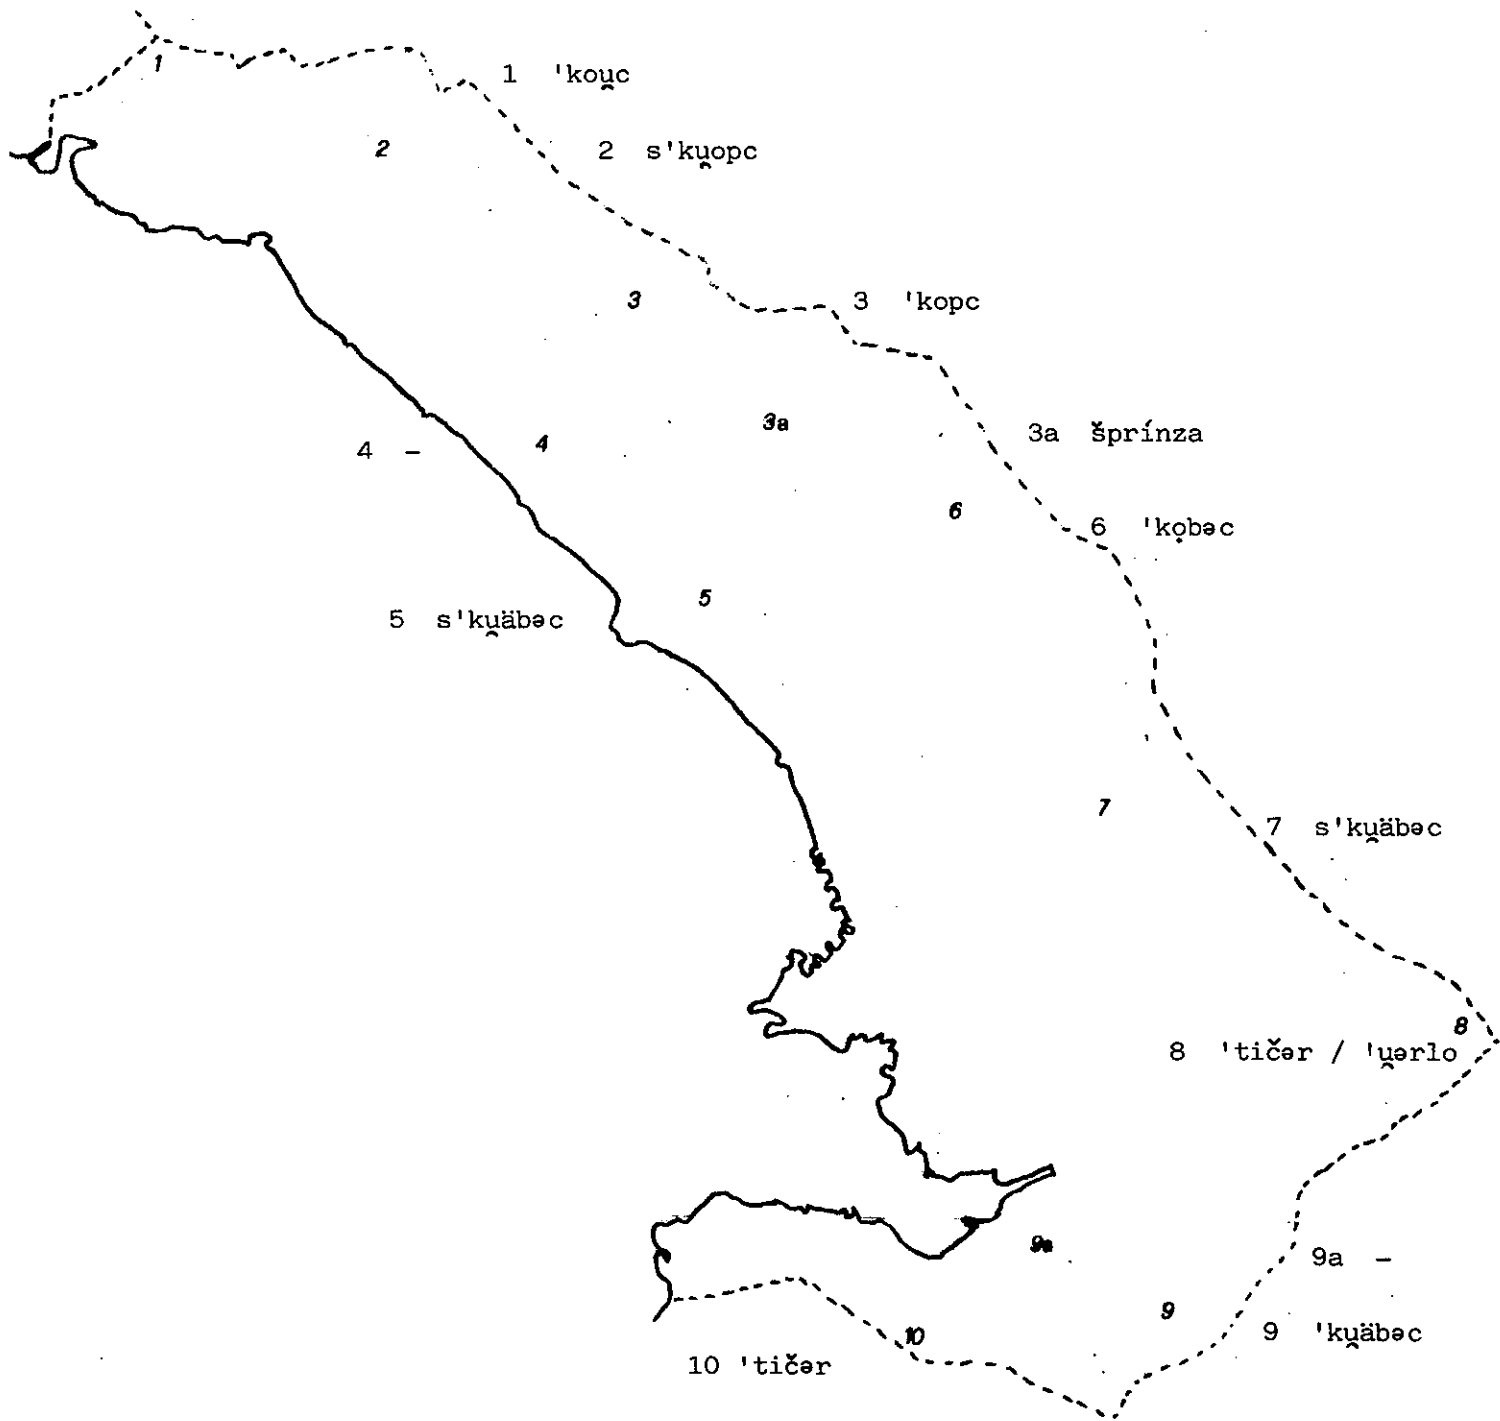 1
1 'kou̯c
2
2 s'ku̯opc
3
3 'kopc
3a
3a šprínza
4 –
4
6
6 'kọbəc
5
5 s'ku̯äbəc
7
7 s'ku̯äbəc
8
8 'tičər / 'u̯ərlo
9a
9a –
9
9 'ku̯äbəc
10
10 'tičər